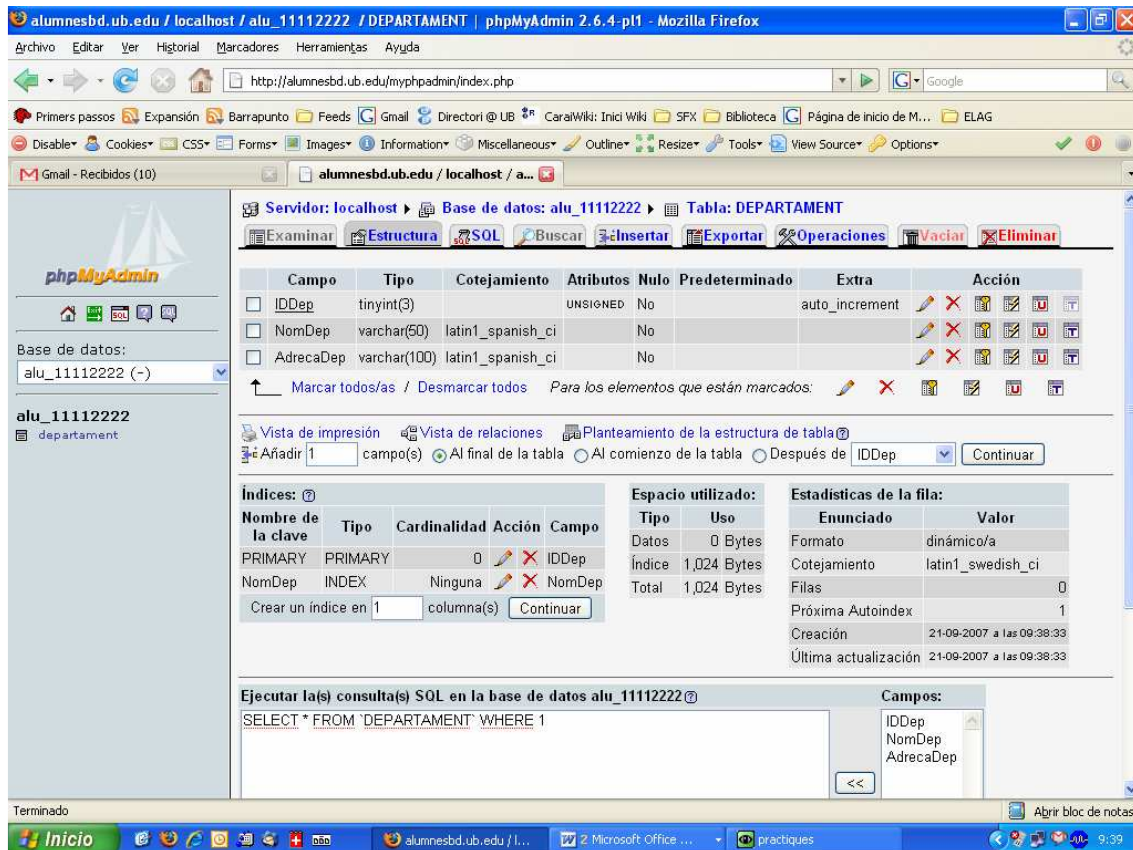 alumnesbd.ub.edu / localhost / alu_11112222 / DEPARTAMENT | phpMyAdmin 2.6.4-pl1 - Mozilla Firefox
Archivo Editar Ver Historial Marcadores Herramientas Ayuda
http://alumnesbd.ub.edu/myphpadmin/index.php Google
Primers passos Expansión Barrapunto Feeds Gmail Directori @ UB CaraiWiki: Inici Wiki SFX Biblioteca Página de inicio de M... ELAG
Disable Cookies CSS Forms Images Information Miscellaneous Outline Resize Tools View Source Options
Gmail - Recibidos (10) alumnesbd.ub.edu / localhost / a...
phpMyAdmin
SQL
Base de datos:
alu_11112222 (-)
alu_11112222
departament
Servidor: localhost Base de datos: alu_11112222 Tabla: DEPARTAMENT
Examinar Estructura SQL Buscar Insertar Exportar Operaciones Vaciar Eliminar
Campo Tipo Cotejamiento Atributos Nulo Predeterminado Extra Acción
IDDep tinyint(3) UNSIGNED No auto_increment
NomDep varchar(50) latin1_spanish_ci No
AdrecaDep varchar(100) latin1_spanish_ci No
Marcar todos/as / Desmarcar todos Para los elementos que están marcados:
Vista de impresión Vista de relaciones Planteamiento de la estructura de tabla
Añadir 1 campo(s) Al final de la tabla Al comienzo de la tabla Después de IDDep Continuar
Índices:
Nombre de la clave Tipo Cardinalidad Acción Campo
PRIMARY PRIMARY 0 IDDep
NomDep INDEX Ninguna NomDep
Crear un índice en 1 columna(s) Continuar
Espacio utilizado:
Tipo Uso
Datos 0 Bytes
Índice 1,024 Bytes
Total 1,024 Bytes
Estadísticas de la fila:
Enunciado Valor
Formato dinámico/a
Cotejamiento latin1_swedish_ci
Filas 0
Próxima Autoindex 1
Creación 21-09-2007 a las 09:38:33
Última actualización 21-09-2007 a las 09:38:33
Ejecutar la(s) consulta(s) SQL en la base de datos alu_11112222
SELECT * FROM `DEPARTAMENT` WHERE 1
Campos:
IDDep
NomDep
AdrecaDep
<<
Terminado Abrir bloc de notas
Inicio alumnesbd.ub.edu / l... 2 Microsoft Office ... practiques 9:39